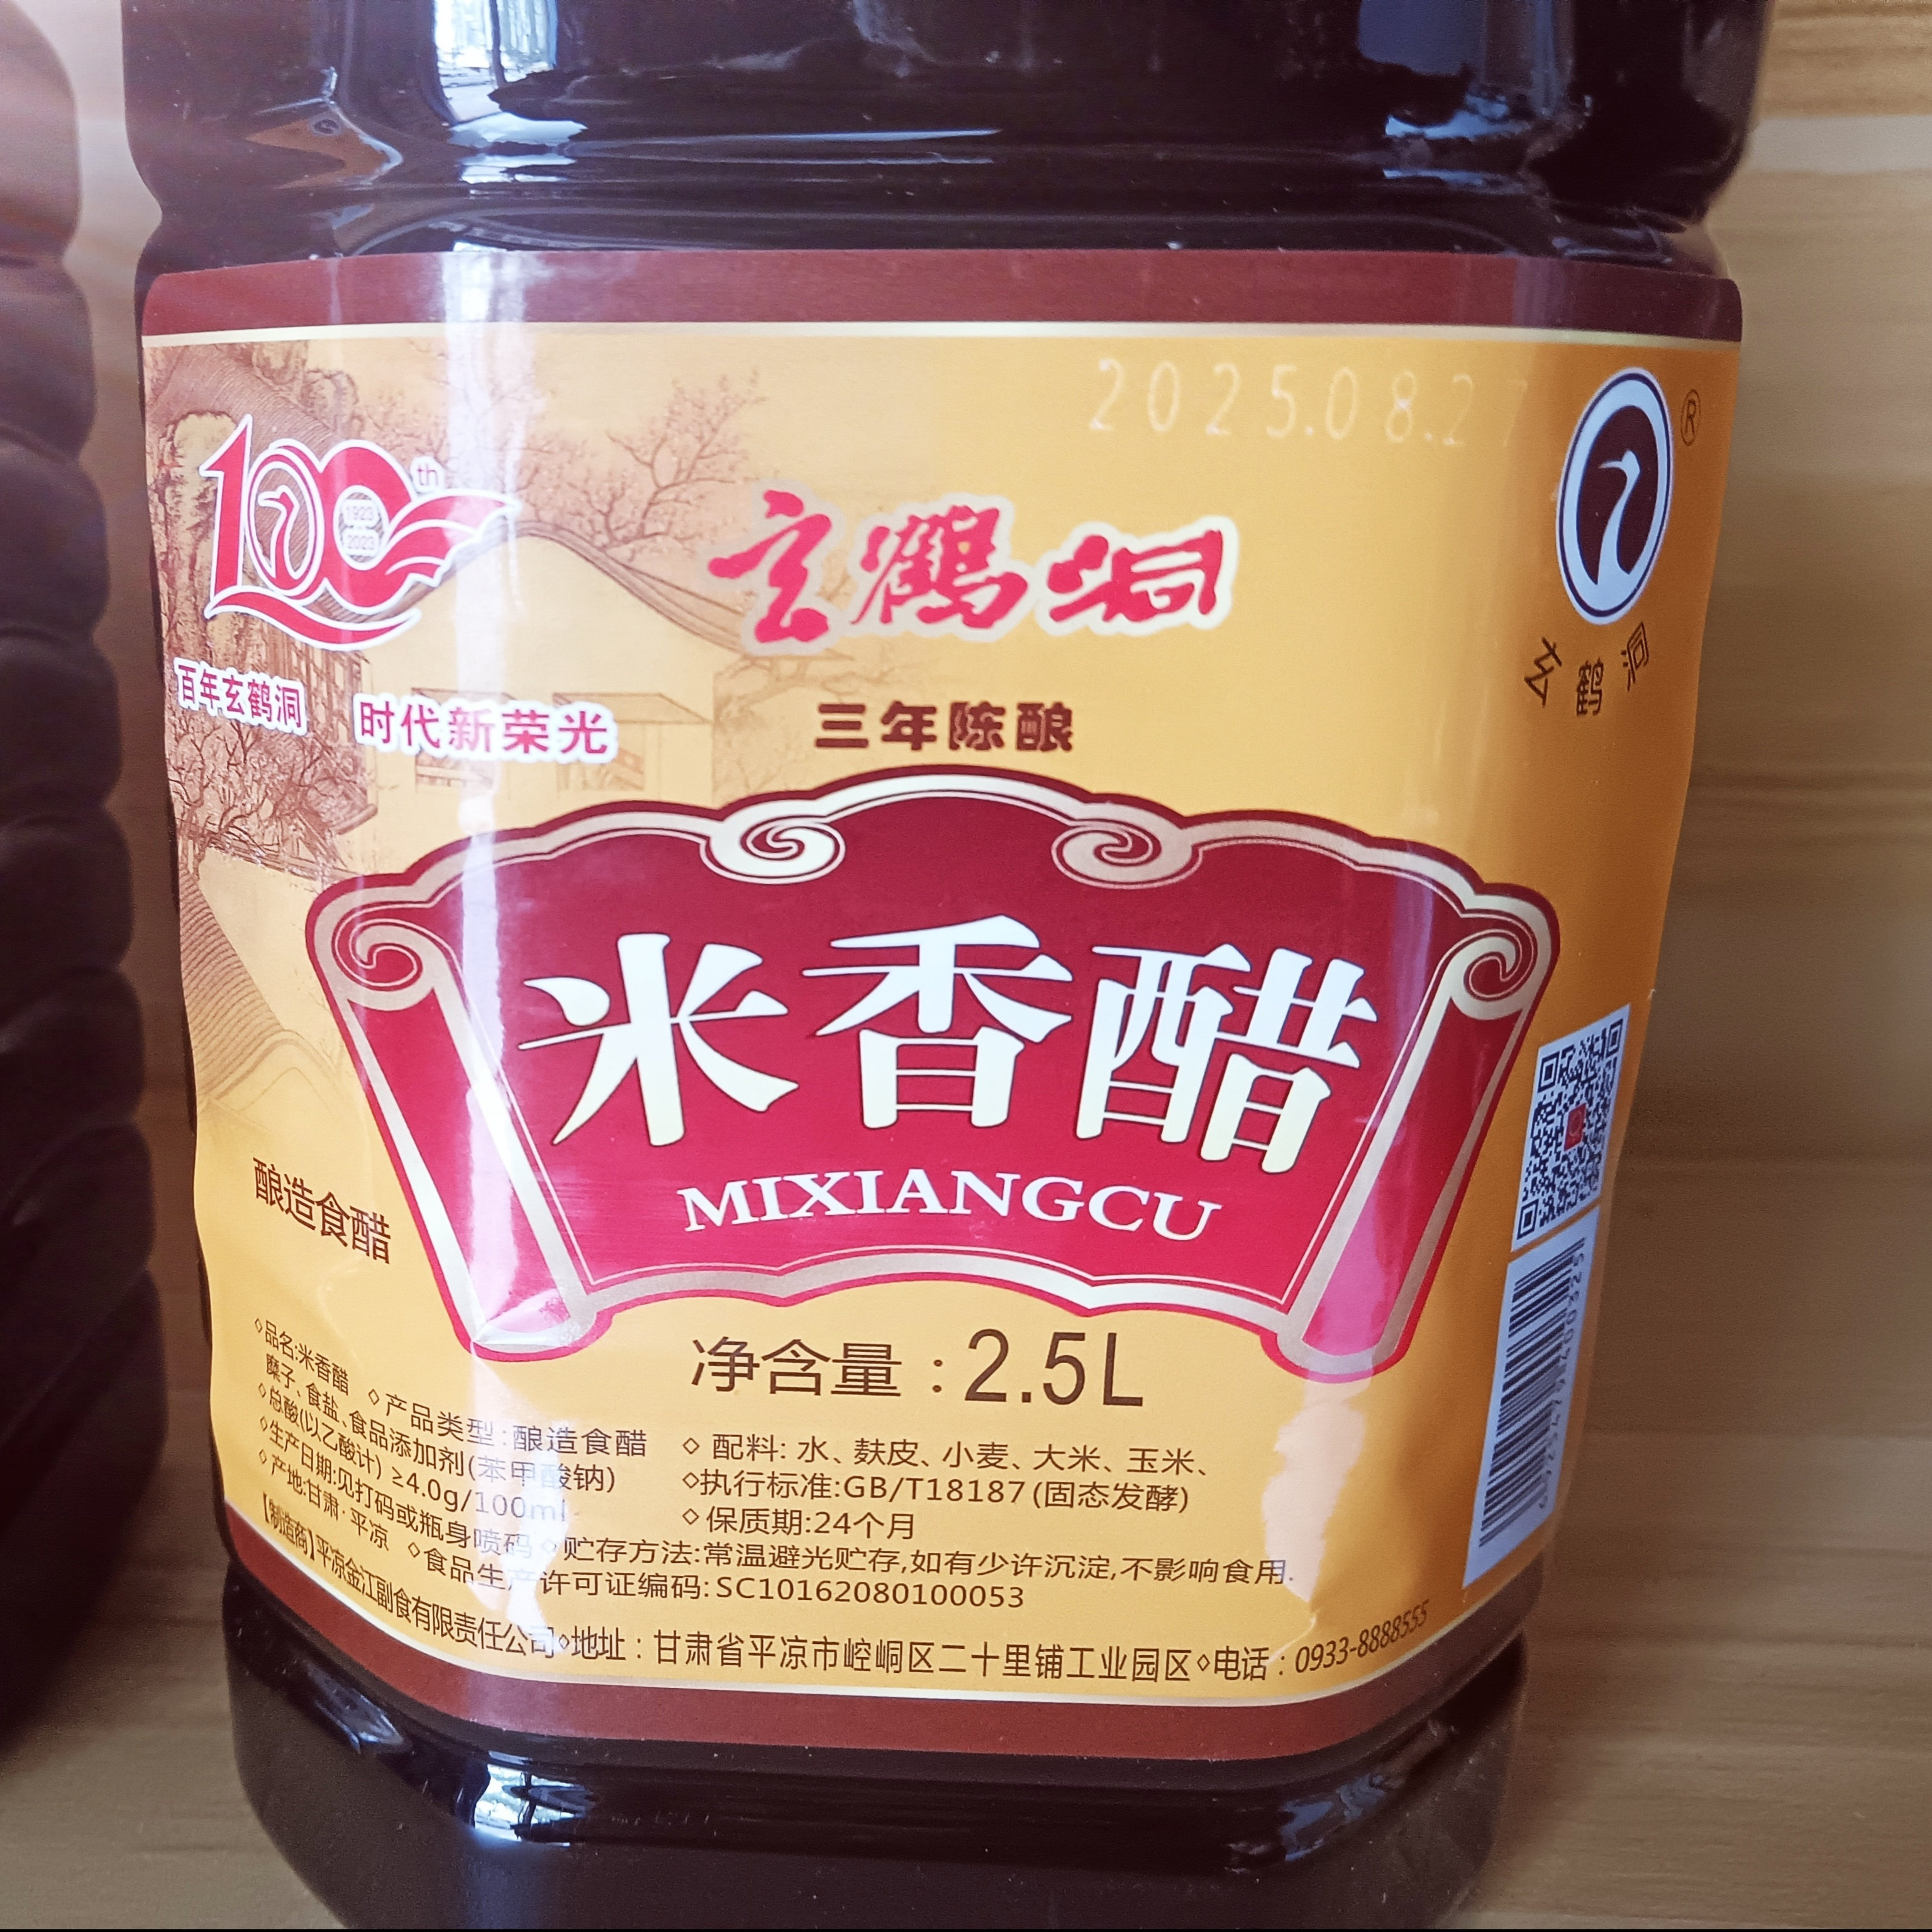 2025.08.27
®
100th
1923
2023
玄鹤洞
玄鹤洞
百年玄鹤洞 时代新荣光
三年陈酿
米香醋
MIXIANGCU
酿造食醋
净含量：2.5L
◇品名:米香醋 ◇产品类型:酿造食醋 ◇配料: 水、麸皮、小麦、大米、玉米、
糜子、食盐、食品添加剂(苯甲酸钠) ◇执行标准:GB/T18187(固态发酵)
◇总酸(以乙酸计) ≥4.0g/100ml ◇保质期:24个月
◇生产日期:见打码或瓶身喷码 ◇贮存方法:常温避光贮存,如有少许沉淀,不影响食用.
◇产地:甘肃·平凉 ◇食品生产许可证编码:SC10162080100053
【制造商】平凉金江副食有限责任公司◇地址：甘肃省平凉市崆峒区二十里铺工业园区◇电话：0933-8888555